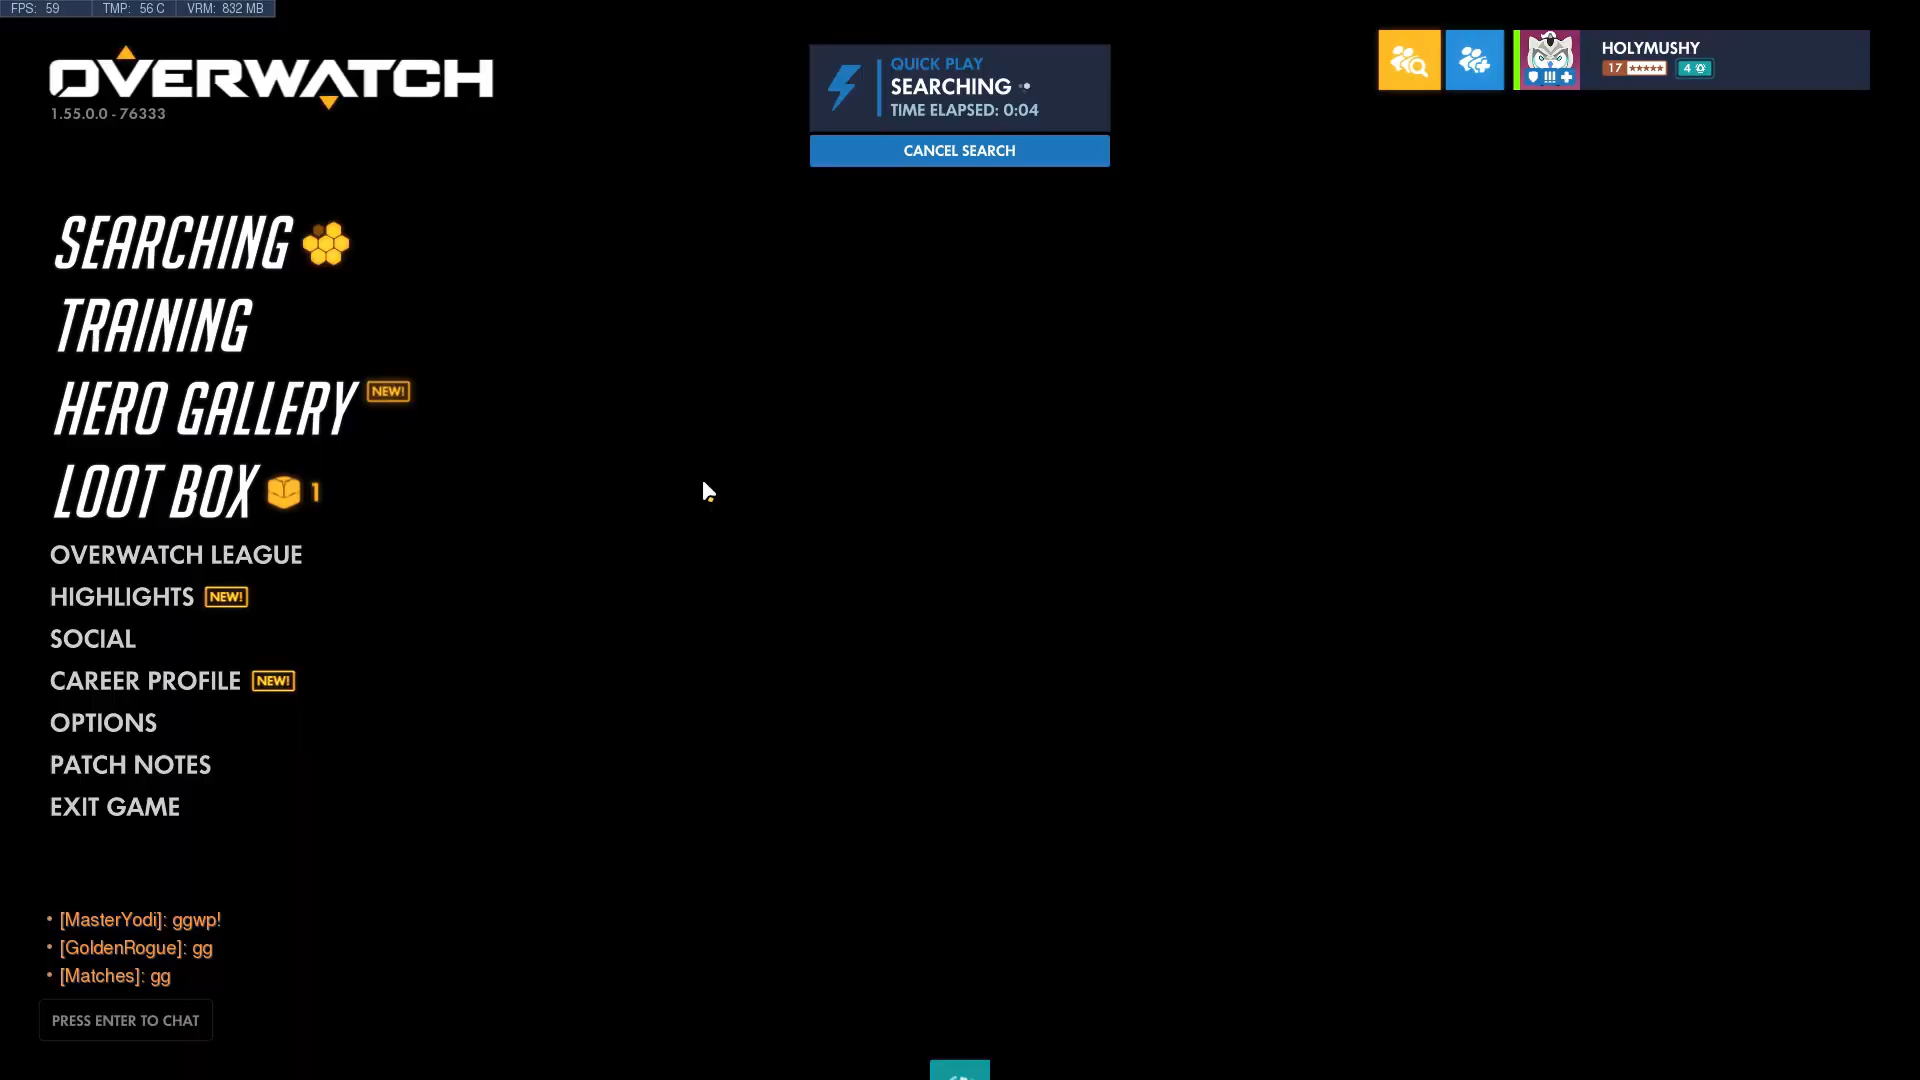 FPS: 59 TMP: 56 C VRM: 832 MB
OVERWATCH
1.55.0.0 - 76333
QUICK PLAY
SEARCHING
TIME ELAPSED: 0:04
CANCEL SEARCH
HOLYMUSHY
17 4
SEARCHING
TRAINING
HERO GALLERY NEW!
LOOT BOX 1
OVERWATCH LEAGUE
HIGHLIGHTS NEW!
SOCIAL
CAREER PROFILE NEW!
OPTIONS
PATCH NOTES
EXIT GAME
• [MasterYodi]: ggwp!
• [GoldenRogue]: gg
• [Matches]: gg
PRESS ENTER TO CHAT